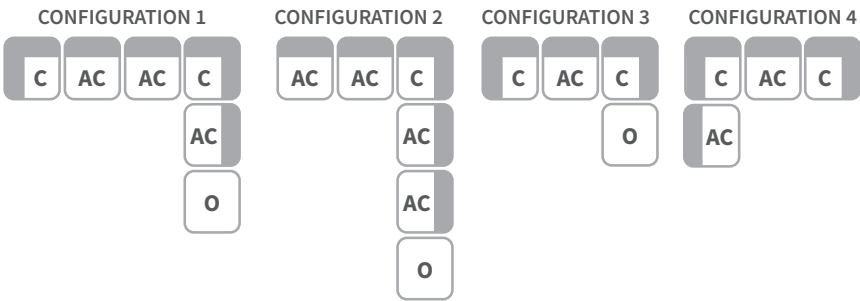 CONFIGURATION 1 CONFIGURATION 2 CONFIGURATION 3 CONFIGURATION 4
C AC AC C AC AC C C AC C C AC C
AC AC O AC
O AC
O